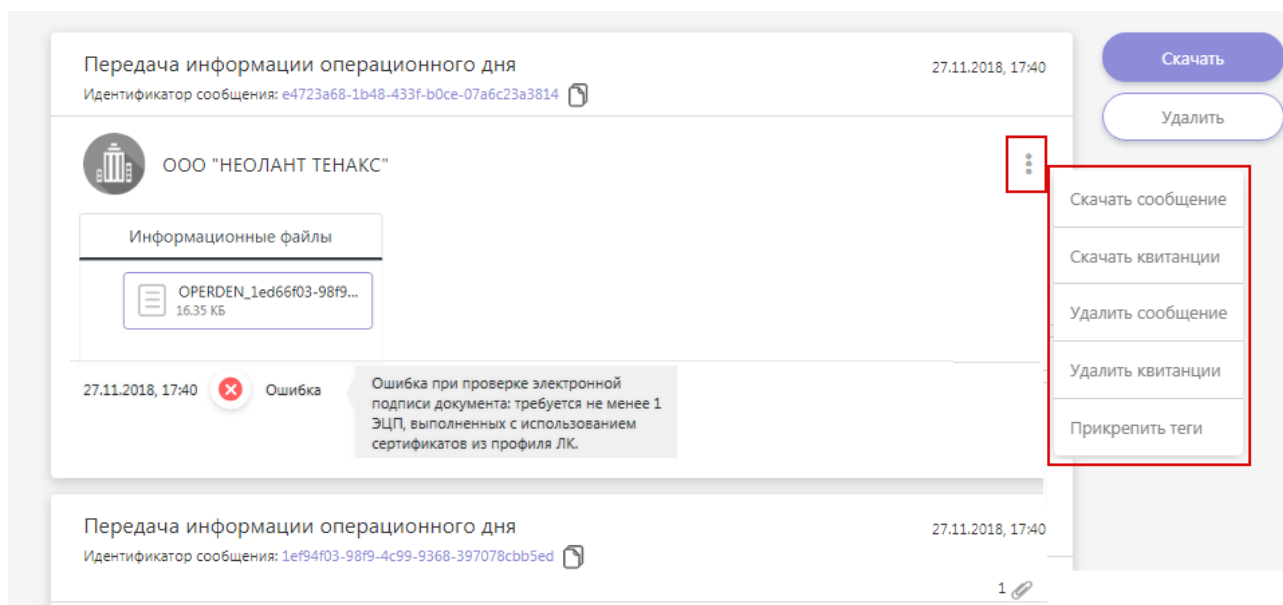 Передача информации операционного дня
27.11.2018, 17:40
Идентификатор сообщения: e4723a68-1b48-433f-b0ce-07a6c23a3814
Скачать
Удалить
ООО "НЕОЛАНТ ТЕНАКС"
Скачать сообщение
Скачать квитанции
Удалить сообщение
Удалить квитанции
Прикрепить теги
Информационные файлы
OPERDEN_1ed66f03-98f9...
16.35 КБ
27.11.2018, 17:40 Ошибка
Ошибка при проверке электронной
подписи документа: требуется не менее 1
ЭЦП, выполненных с использованием
сертификатов из профиля ЛК.
Передача информации операционного дня
27.11.2018, 17:40
Идентификатор сообщения: 1ef94f03-98f9-4c99-9368-397078cbb5ed
1